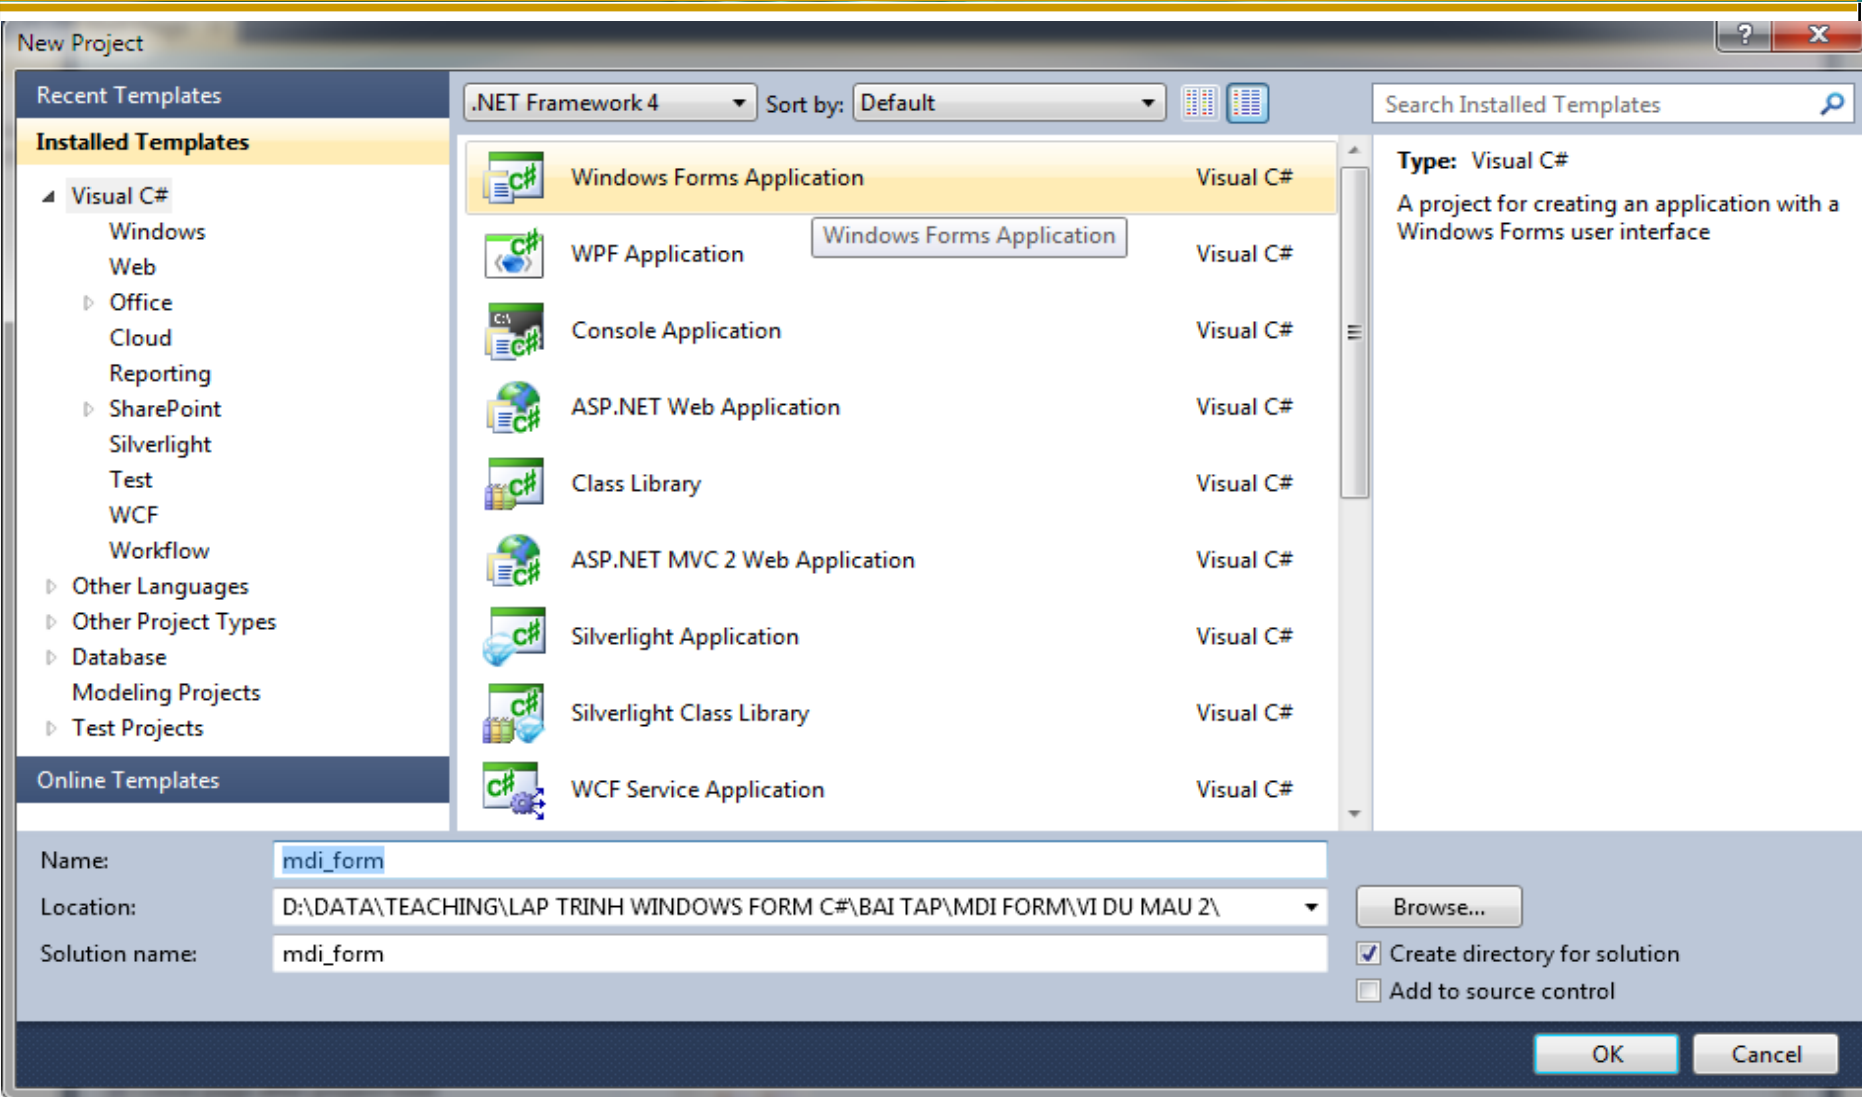 New Project
Recent Templates
Installed Templates
Visual C#
Windows
Web
Office
Cloud
Reporting
SharePoint
Silverlight
Test
WCF
Workflow
Other Languages
Other Project Types
Database
Modeling Projects
Test Projects
Online Templates
.NET Framework 4 Sort by: Default
Search Installed Templates
Windows Forms Application Visual C#
Windows Forms Application
WPF Application Visual C#
Console Application Visual C#
ASP.NET Web Application Visual C#
Class Library Visual C#
ASP.NET MVC 2 Web Application Visual C#
Silverlight Application Visual C#
Silverlight Class Library Visual C#
WCF Service Application Visual C#
Type: Visual C#
A project for creating an application with a
Windows Forms user interface
Name: mdi_form
Location: D:\DATA\TEACHING\LAP TRINH WINDOWS FORM C#\BAI TAP\MDI FORM\VI DU MAU 2\
Browse...
Solution name: mdi_form
Create directory for solution
Add to source control
OK
Cancel